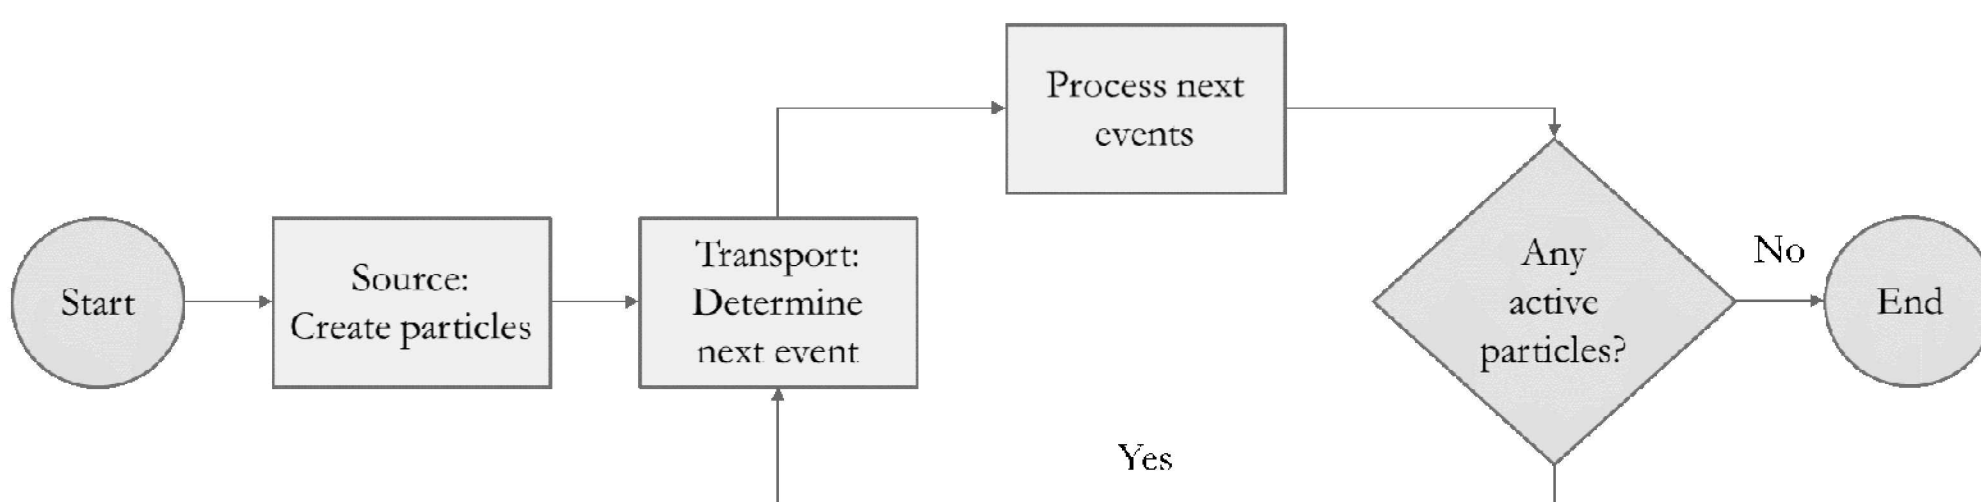 Start
Source:
Create particles
Transport:
Determine
next event
Process next
events
Any
active
particles?
No
End
Yes